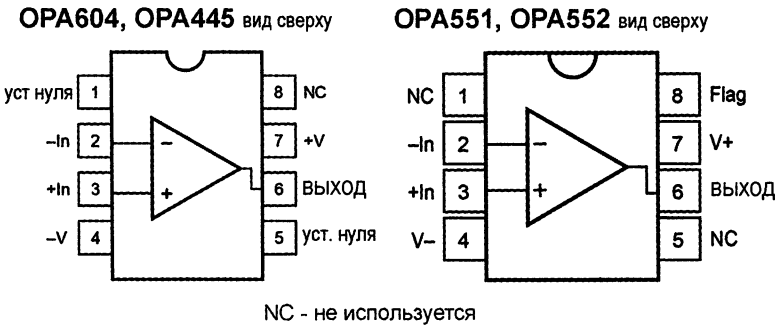 OPA604, OPA445 вид сверху
уст нуля 1 8 NC
–In 2 – 7 +V
+In 3 + 6 ВЫХОД
–V 4 5 уст. нуля
OPA551, OPA552 вид сверху
NC 1 8 Flag
–In 2 – 7 V+
+In 3 + 6 ВЫХОД
V– 4 5 NC
NC - не используется